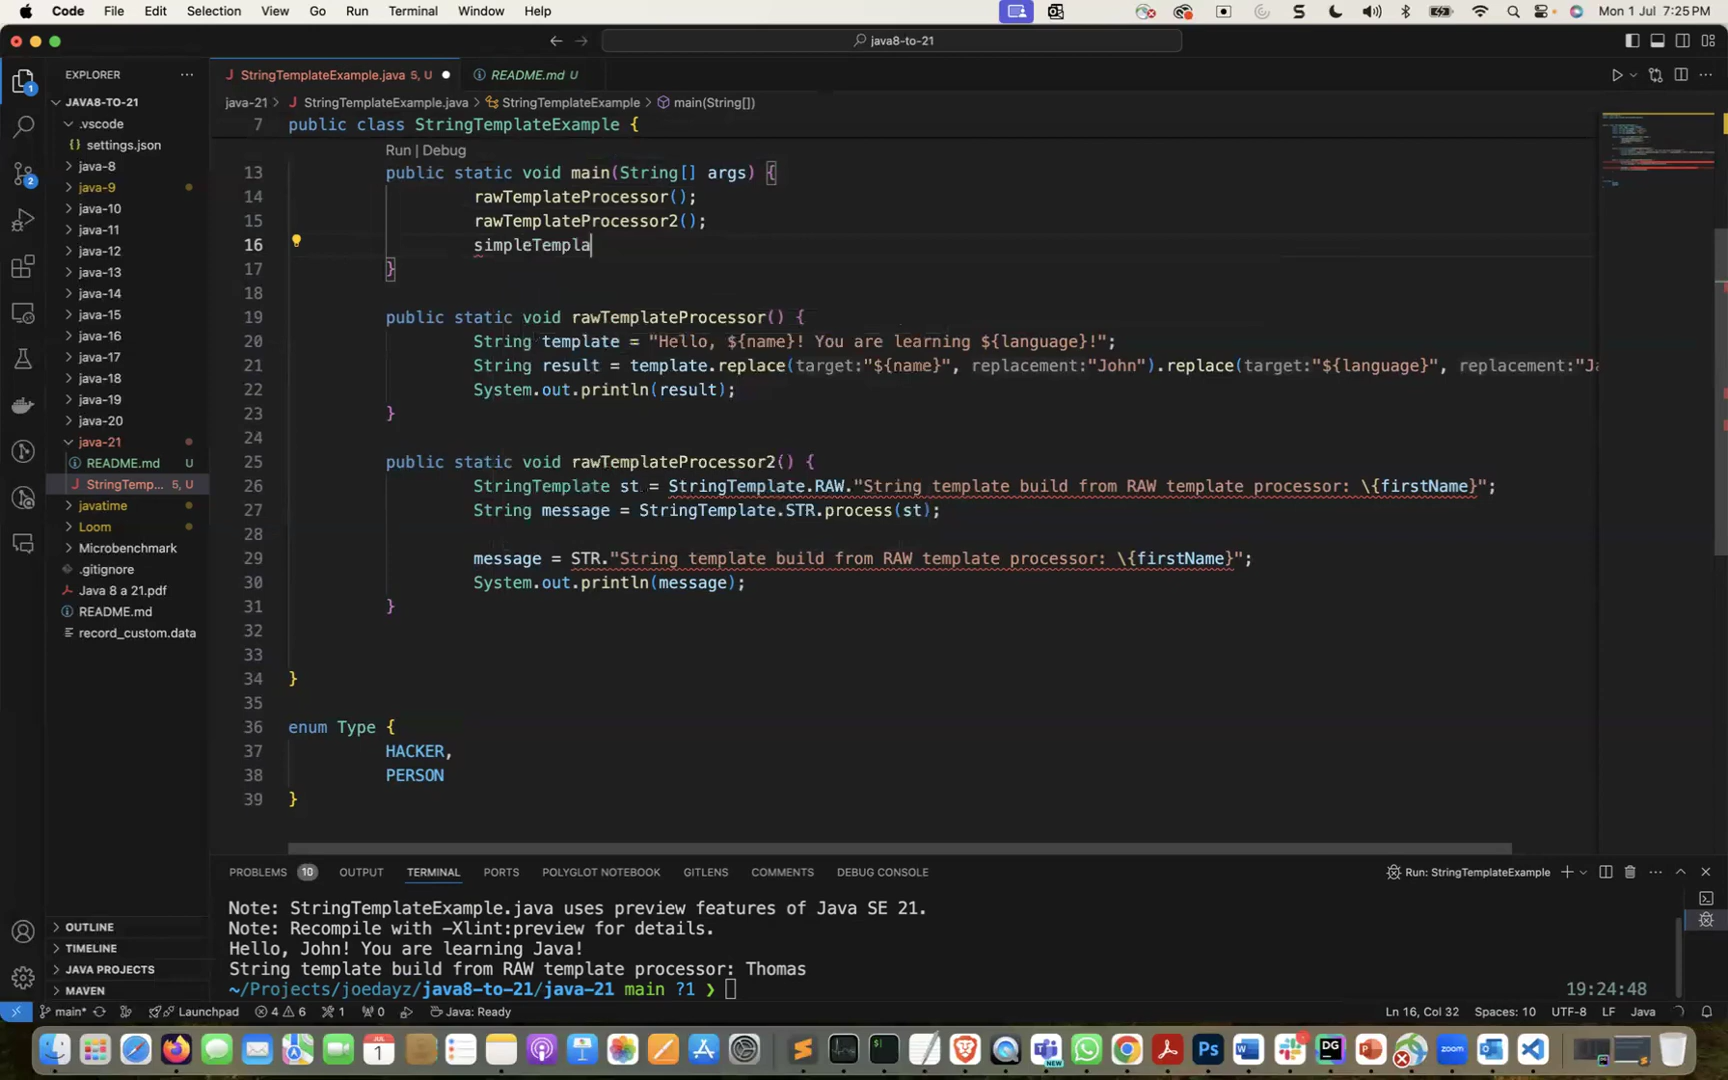 Code File Edit Selection View Go Run Terminal Window Help Mon 1 Jul 7:25 PM
java8-to-21
EXPLORER
StringTemplateExample.java 5, U README.md U
JAVA8-TO-21
java-21 > StringTemplateExample.java > StringTemplateExample > main(String[])
.vscode
settings.json
java-8
java-9
java-10
java-11
java-12
java-13
java-14
java-15
java-16
java-17
java-18
java-19
java-20
java-21
README.md U
StringTemp... 5, U
javatime
Loom
Microbenchmark
.gitignore
Java 8 a 21.pdf
README.md
record_custom.data
OUTLINE
TIMELINE
JAVA PROJECTS
MAVEN
7 public class StringTemplateExample {
Run | Debug
13 public static void main(String[] args) {
14 rawTemplateProcessor();
15 rawTemplateProcessor2();
16 simpleTempla
17 }
18
19 public static void rawTemplateProcessor() {
20 String template = "Hello, ${name}! You are learning ${language}!";
21 String result = template.replace(target:"${name}", replacement:"John").replace(target:"${language}", replacement:"Ja
22 System.out.println(result);
23 }
24
25 public static void rawTemplateProcessor2() {
26 StringTemplate st = StringTemplate.RAW."String template build from RAW template processor: \{firstName}";
27 String message = StringTemplate.STR.process(st);
28
29 message = STR."String template build from RAW template processor: \{firstName}";
30 System.out.println(message);
31 }
32
33
34 }
35
36 enum Type {
37 HACKER,
38 PERSON
39 }
PROBLEMS 10 OUTPUT TERMINAL PORTS POLYGLOT NOTEBOOK GITLENS COMMENTS DEBUG CONSOLE Run: StringTemplateExample
Note: StringTemplateExample.java uses preview features of Java SE 21.
Note: Recompile with -Xlint:preview for details.
Hello, John! You are learning Java!
String template build from RAW template processor: Thomas
~/Projects/joedayz/java8-to-21/java-21 main ?1 ❯ 19:24:48
main* Launchpad 4 6 1 0 Java: Ready Ln 16, Col 32 Spaces: 10 UTF-8 LF Java